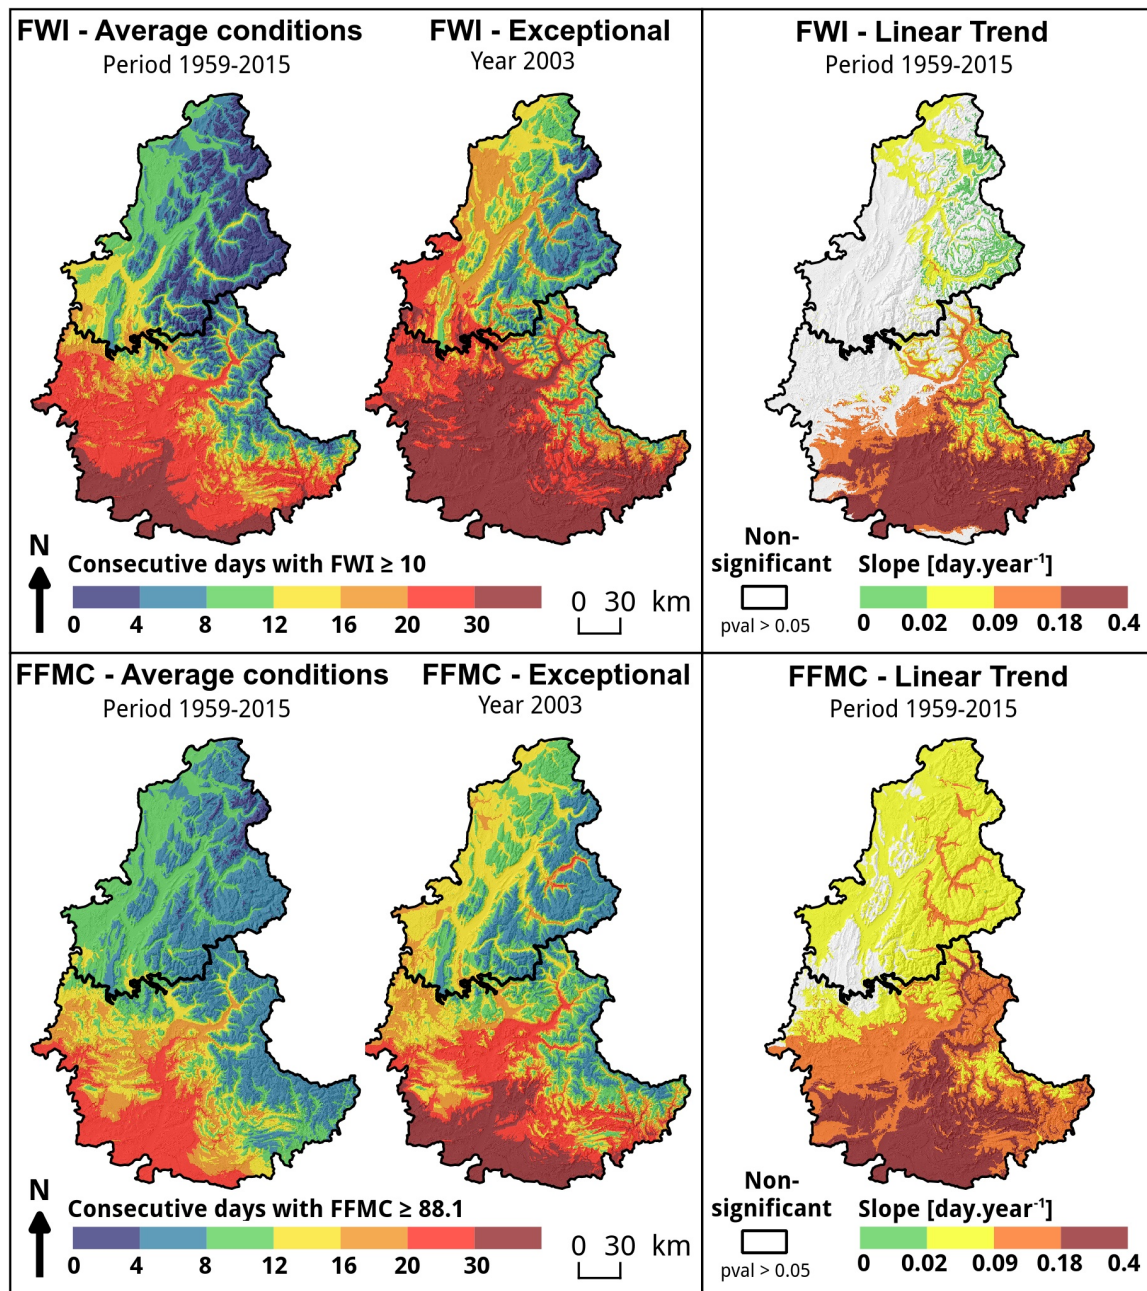 FWI - Average conditions
Period 1959-2015
FWI - Exceptional
Year 2003
FWI - Linear Trend
Period 1959-2015
N
Consecutive days with FWI ≥ 10
0 4 8 12 16 20 30
0 30 km
Non-
significant
pval > 0.05
Slope [day.year⁻¹]
0 0.02 0.09 0.18 0.4
FFMC - Average conditions
Period 1959-2015
FFMC - Exceptional
Year 2003
FFMC - Linear Trend
Period 1959-2015
N
Consecutive days with FFMC ≥ 88.1
0 4 8 12 16 20 30
0 30 km
Non-
significant
pval > 0.05
Slope [day.year⁻¹]
0 0.02 0.09 0.18 0.4